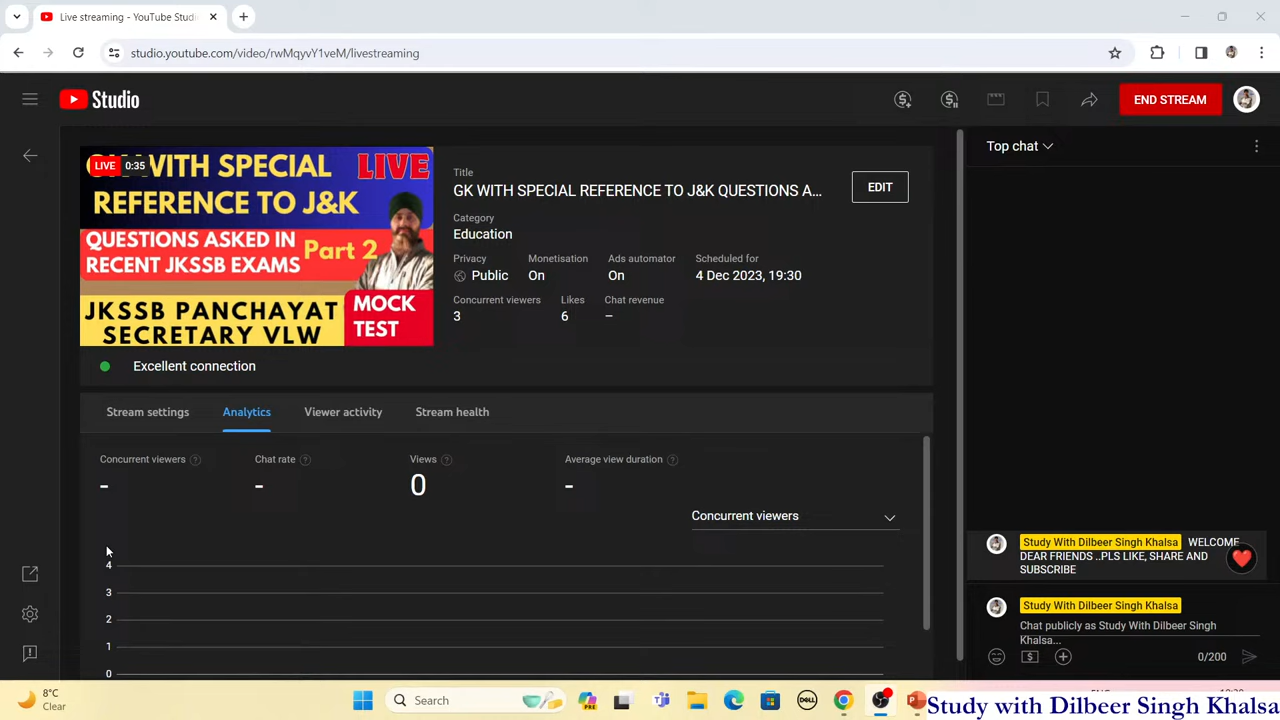 Live streaming - YouTube Studi
studio.youtube.com/video/rwMqyvY1veM/livestreaming
Studio
END STREAM
LIVE 0:35
WITH SPECIAL LIVE
REFERENCE TO J&K
QUESTIONS ASKED IN
RECENT JKSSB EXAMS
Part 2
JKSSB PANCHAYAT
SECRETARY VLW
MOCK
TEST
Title
GK WITH SPECIAL REFERENCE TO J&K QUESTIONS A...
EDIT
Category
Education
Privacy Monetisation Ads automator Scheduled for
Public On On 4 Dec 2023, 19:30
Concurrent viewers Likes Chat revenue
3 6 –
Excellent connection
Stream settings Analytics Viewer activity Stream health
Concurrent viewers Chat rate Views Average view duration
- - 0 -
Concurrent viewers
4
3
2
1
0
Top chat
Study With Dilbeer Singh Khalsa WELCOME
DEAR FRIENDS ..PLS LIKE, SHARE AND
SUBSCRIBE
Study With Dilbeer Singh Khalsa
Chat publicly as Study With Dilbeer Singh
Khalsa...
0/200
8°C
Clear
Search
PRE
DELL
Study with Dilbeer Singh Khalsa